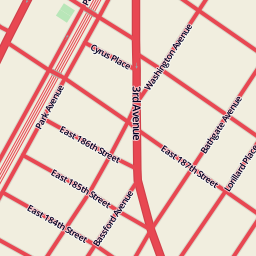 P
Cyrus Place
Washington Avenue
3rd Avenue
Park Avenue
Bathgate Avenue
East 186th Street
East 187th Street
Lorillard Place
East 185th Street
Bassford Avenue
East 184th Street